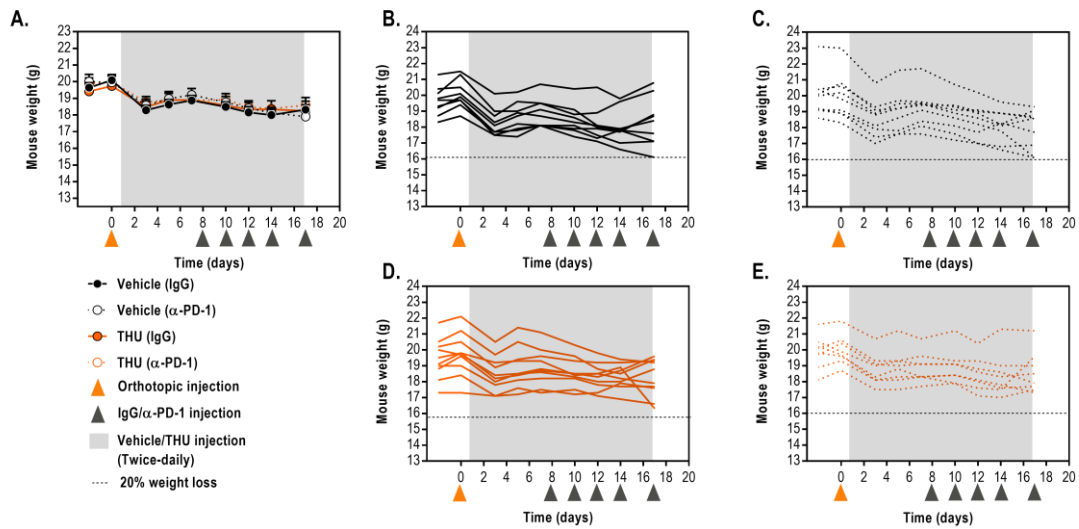 A.
Mouse weight (g)
23
22
21
20
19
18
17
16
15
14
13
0 2 4 6 8 10 12 14 16 18 20
Time (days)
B.
Mouse weight (g)
24
23
22
21
20
19
18
17
16
15
14
13
0 2 4 6 8 10 12 14 16 18 20
Time (days)
C.
Mouse weight (g)
24
23
22
21
20
19
18
17
16
15
14
13
0 2 4 6 8 10 12 14 16 18 20
Time (days)
Vehicle (IgG)
Vehicle (α-PD-1)
THU (IgG)
THU (α-PD-1)
Orthotopic injection
IgG/α-PD-1 injection
Vehicle/THU injection
(Twice-daily)
20% weight loss
D.
Mouse weight (g)
24
23
22
21
20
19
18
17
16
15
14
13
0 2 4 6 8 10 12 14 16 18 20
Time (days)
E.
Mouse weight (g)
24
23
22
21
20
19
18
17
16
15
14
13
0 2 4 6 8 10 12 14 16 18 20
Time (days)